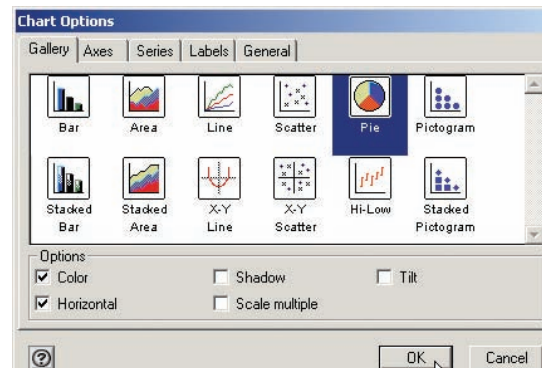 Chart Options
Gallery Axes Series Labels General
Bar Area Line Scatter Pie Pictogram
Stacked Stacked X-Y X-Y Hi-Low Stacked
Bar Area Line Scatter Pictogram
Options
Color Shadow Tilt
Horizontal Scale multiple
? OK Cancel